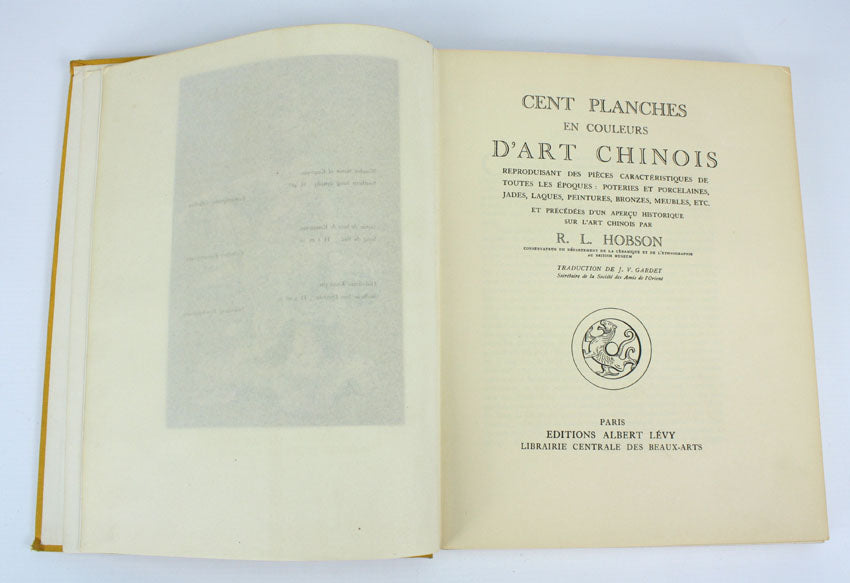 CENT PLANCHES
EN COULEURS
D'ART CHINOIS
REPRODUISANT DES PIÈCES CARACTÉRISTIQUES DE
TOUTES LES ÉPOQUES : POTERIES ET PORCELAINES,
JADES, LAQUES, PEINTURES, BRONZES, MEUBLES, ETC.
ET PRÉCÉDÉES D'UN APERÇU HISTORIQUE
SUR L'ART CHINOIS PAR
R. L. HOBSON
CONSERVATEUR DU DÉPARTEMENT DE LA CÉRAMIQUE ET DE L'ETHNOGRAPHIE
AU BRITISH MUSEUM
TRADUCTION DE J. V. GARDET
Secrétaire de la Société des Amis de l'Orient
PARIS
EDITIONS ALBERT LÉVY
LIBRAIRIE CENTRALE DES BEAUX-ARTS